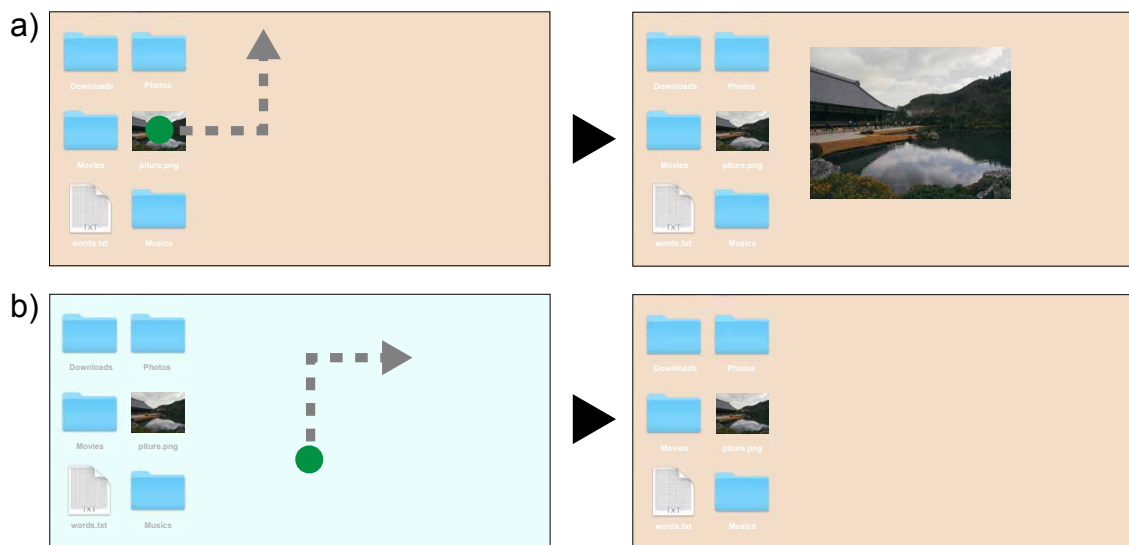 a)
Downloads Photos
Movies piture.png
TXT
words.txt Musics
Downloads Photos
Movies piture.png
TXT
words.txt Musics
b)
Downloads Photos
Movies piture.png
TXT
words.txt Musics
Downloads Photos
Movies piture.png
TXT
words.txt Musics